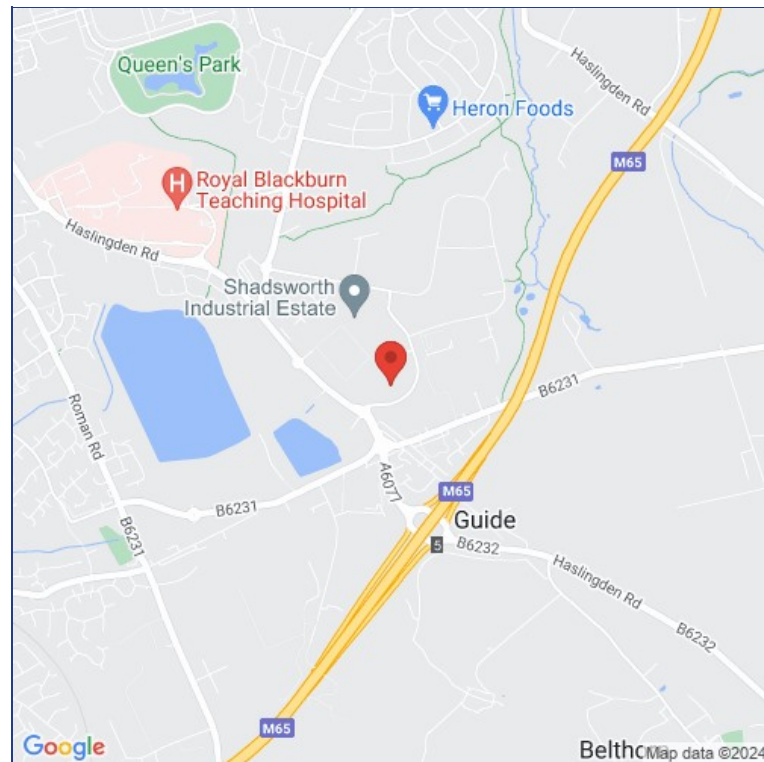 Queen's Park
Haslingden Rd
Heron Foods
M65
H
Royal Blackburn
Teaching Hospital
Haslingden Rd
Shadsworth
Industrial Estate
B6231
Roman Rd
A6077
M65
B6231
Guide
5
B6232
B6231
Haslingden Rd
B6232
M65
Google
Map data ©2024